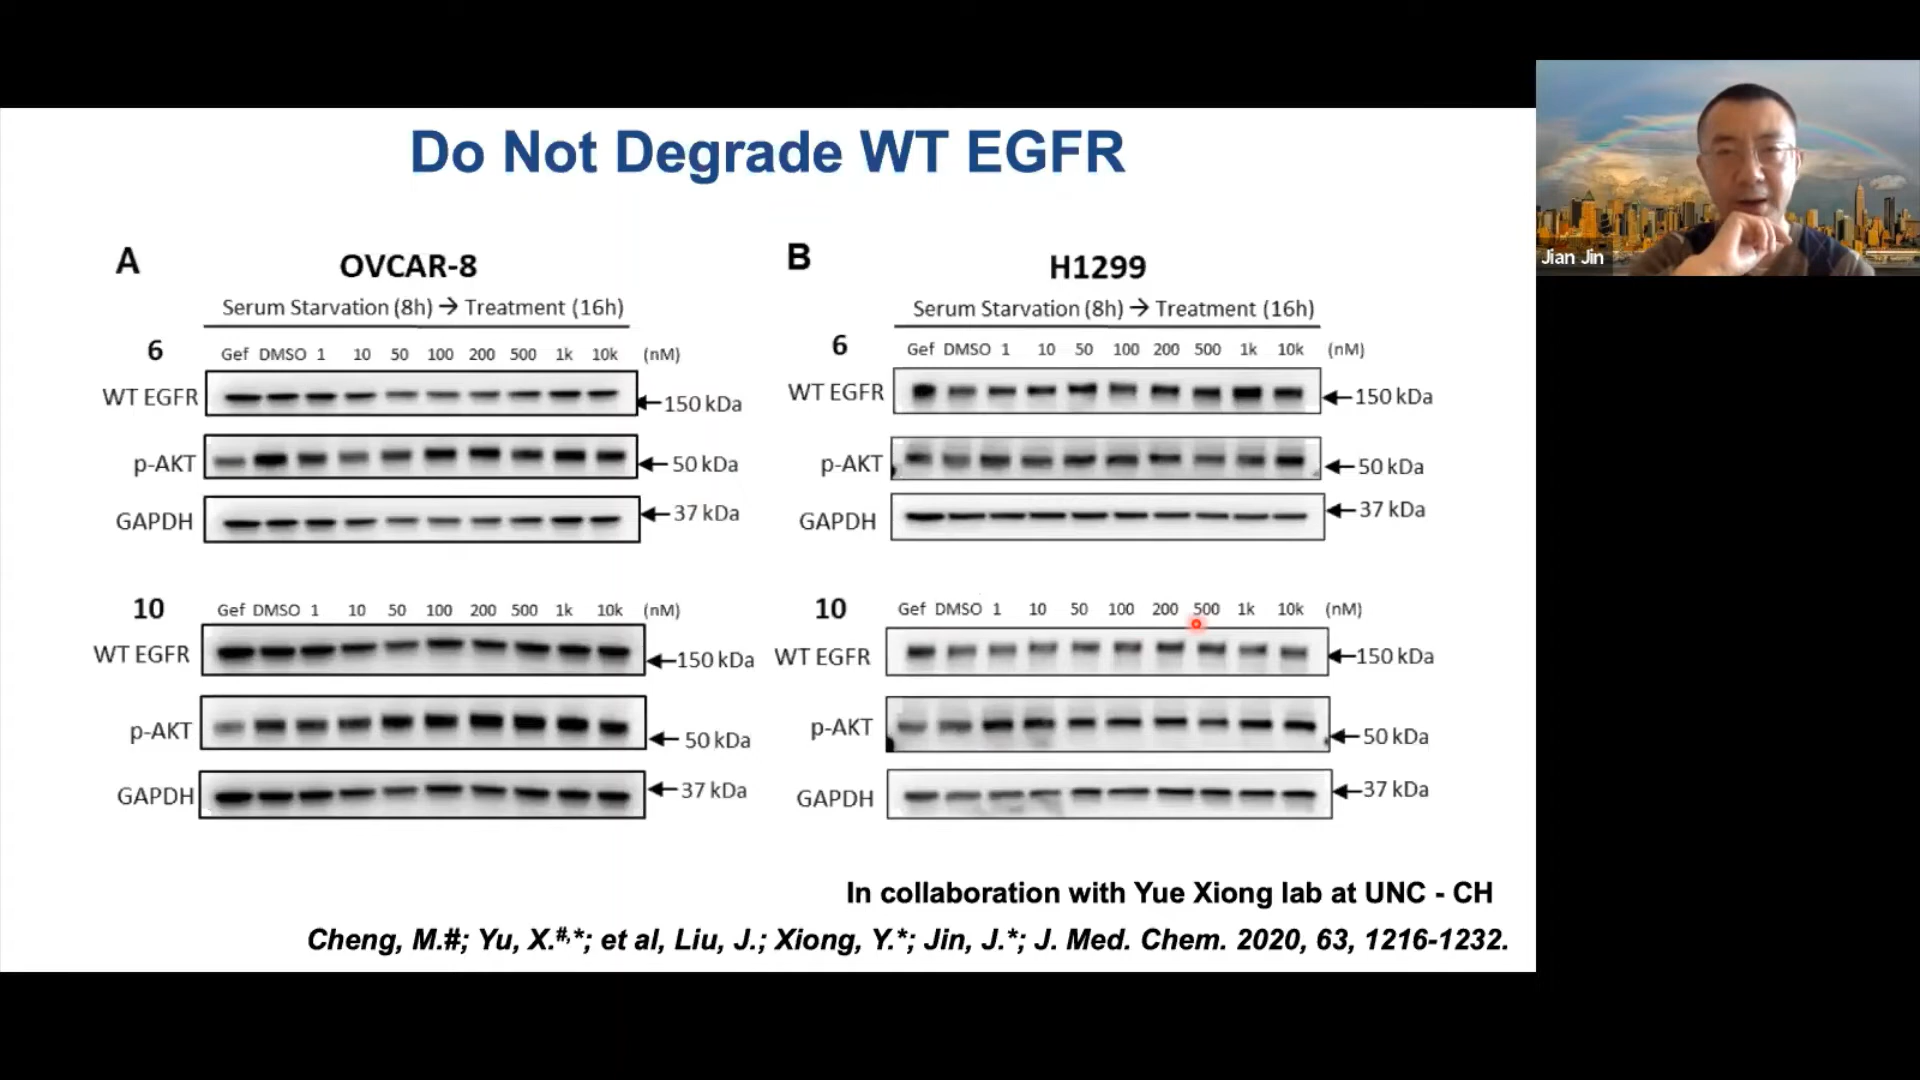 Do Not Degrade WT EGFR
A
OVCAR-8
Serum Starvation (8h) → Treatment (16h)
6
Gef DMSO 1 10 50 100 200 500 1k 10k (nM)
WT EGFR
150 kDa
p-AKT
50 kDa
GAPDH
37 kDa
10
Gef DMSO 1 10 50 100 200 500 1k 10k (nM)
WT EGFR
150 kDa
p-AKT
50 kDa
GAPDH
37 kDa
B
H1299
Serum Starvation (8h) → Treatment (16h)
6
Gef DMSO 1 10 50 100 200 500 1k 10k (nM)
WT EGFR
150 kDa
p-AKT
50 kDa
GAPDH
37 kDa
10
Gef DMSO 1 10 50 100 200 500 1k 10k (nM)
WT EGFR
150 kDa
p-AKT
50 kDa
GAPDH
37 kDa
In collaboration with Yue Xiong lab at UNC - CH
Cheng, M.#; Yu, X.#,*; et al, Liu, J.; Xiong, Y.*; Jin, J.*; J. Med. Chem. 2020, 63, 1216-1232.
Jian Jin